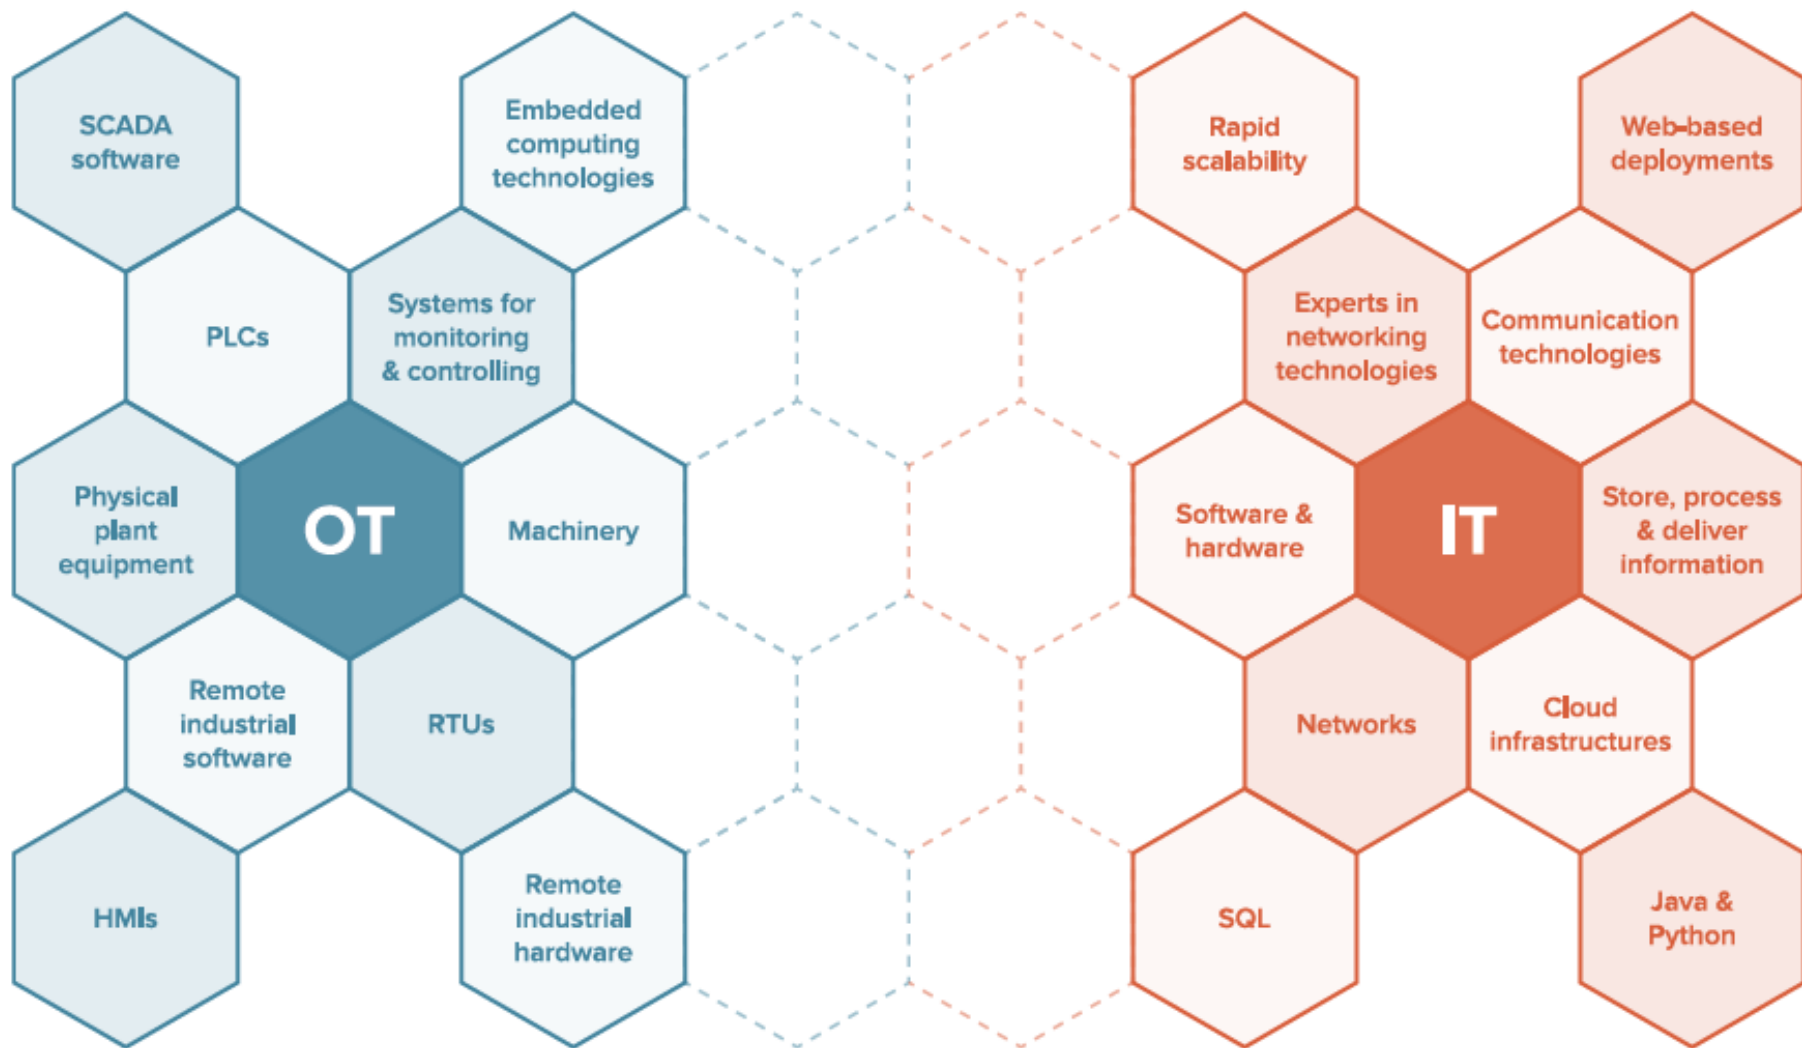 SCADA
software
Embedded
computing
technologies
PLCs
Systems for
monitoring
& controlling
Physical
plant
equipment
OT
Machinery
Remote
industrial
software
RTUs
HMIs
Remote
industrial
hardware
Rapid
scalability
Web-based
deployments
Experts in
networking
technologies
Communication
technologies
Software &
hardware
IT
Store, process
& deliver
information
Networks
Cloud
infrastructures
SQL
Java &
Python